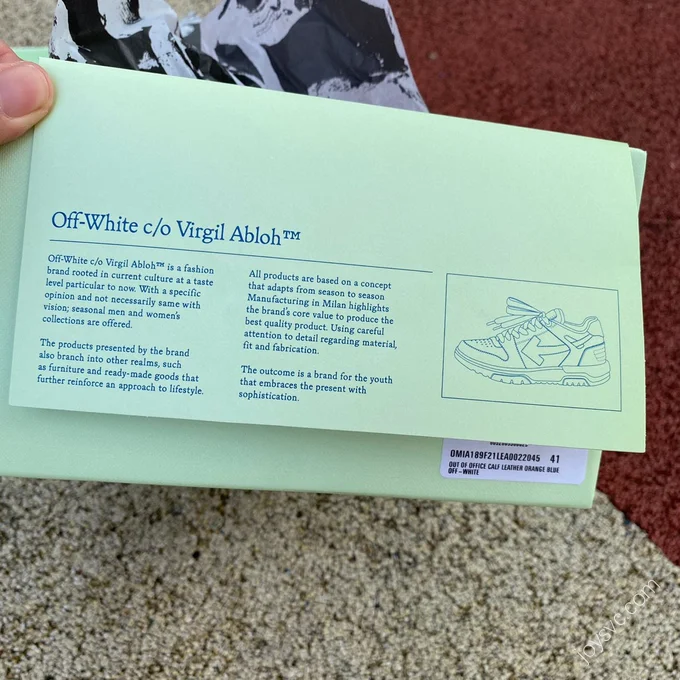 Off-White c/o Virgil Abloh™
Off-White c/o Virgil Abloh™ is a fashion
brand rooted in current culture at a taste
level particular to now. With a specific
opinion and not necessarily same with
vision; seasonal men and women's
collections are offered.
The products presented by the brand
also branch into other realms, such
as furniture and ready-made goods that
further reinforce an approach to lifestyle.
All products are based on a concept
that adapts from season to season
Manufacturing in Milan highlights
the brand's core value to produce the
best quality product. Using careful
attention to detail regarding material,
fit and fabrication.
The outcome is a brand for the youth
that embraces the present with
sophistication.
OMIA189F21LEA0022045 41
OUT OF OFFICE CALF LEATHER ORANGE BLUE
OFF-WHITE
joysvc.com